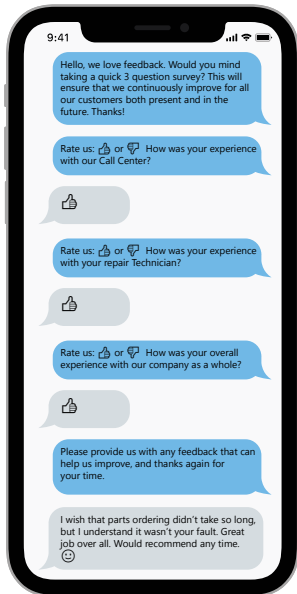 9:41
Hello, we love feedback. Would you mind
taking a quick 3 question survey? This will
ensure that we continuously improve for all
our customers both present and in the
future. Thanks!
Rate us: 👍 or 👎 How was your experience
with our Call Center?
👍
Rate us: 👍 or 👎 How was your experience
with your repair Technician?
👍
Rate us: 👍 or 👎 How was your overall
experience with our company as a whole?
👍
Please provide us with any feedback that can
help us improve, and thanks again for
your time.
I wish that parts ordering didn't take so long,
but I understand it wasn't your fault. Great
job over all. Would recommend any time.
🙂